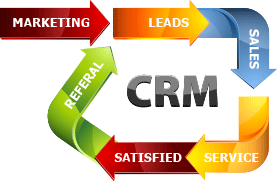 MARKETING
LEADS
SALES
SERVICE
SATISFIED
REFERAL
CRM